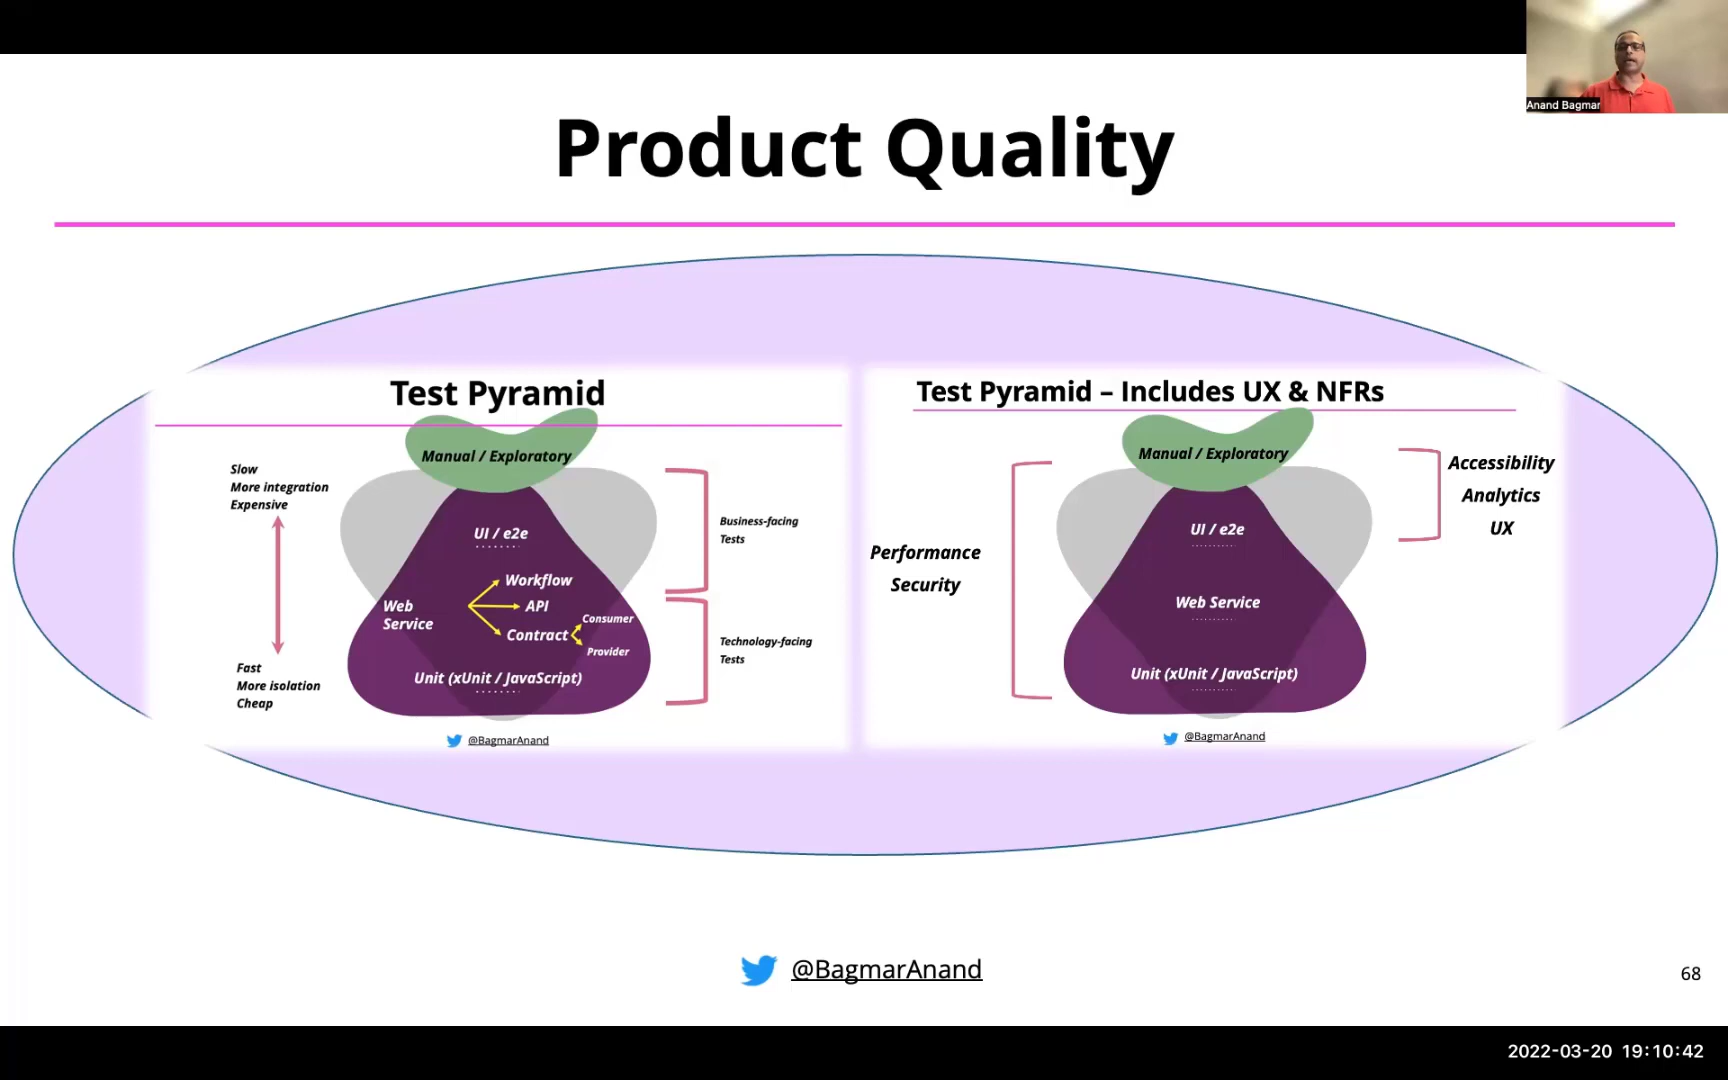 Anand Bagmar
Product Quality
Test Pyramid
Manual / Exploratory
Slow
More integration
Expensive
Fast
More isolation
Cheap
UI / e2e
Web
Service
Workflow
API
Contract
Consumer
Provider
Unit (xUnit / JavaScript)
Business-facing
Tests
Technology-facing
Tests
@BagmarAnand
Test Pyramid – Includes UX & NFRs
Manual / Exploratory
Performance
Security
UI / e2e
Web Service
Unit (xUnit / JavaScript)
Accessibility
Analytics
UX
@BagmarAnand
@BagmarAnand
68
2022-03-20 19:10:42